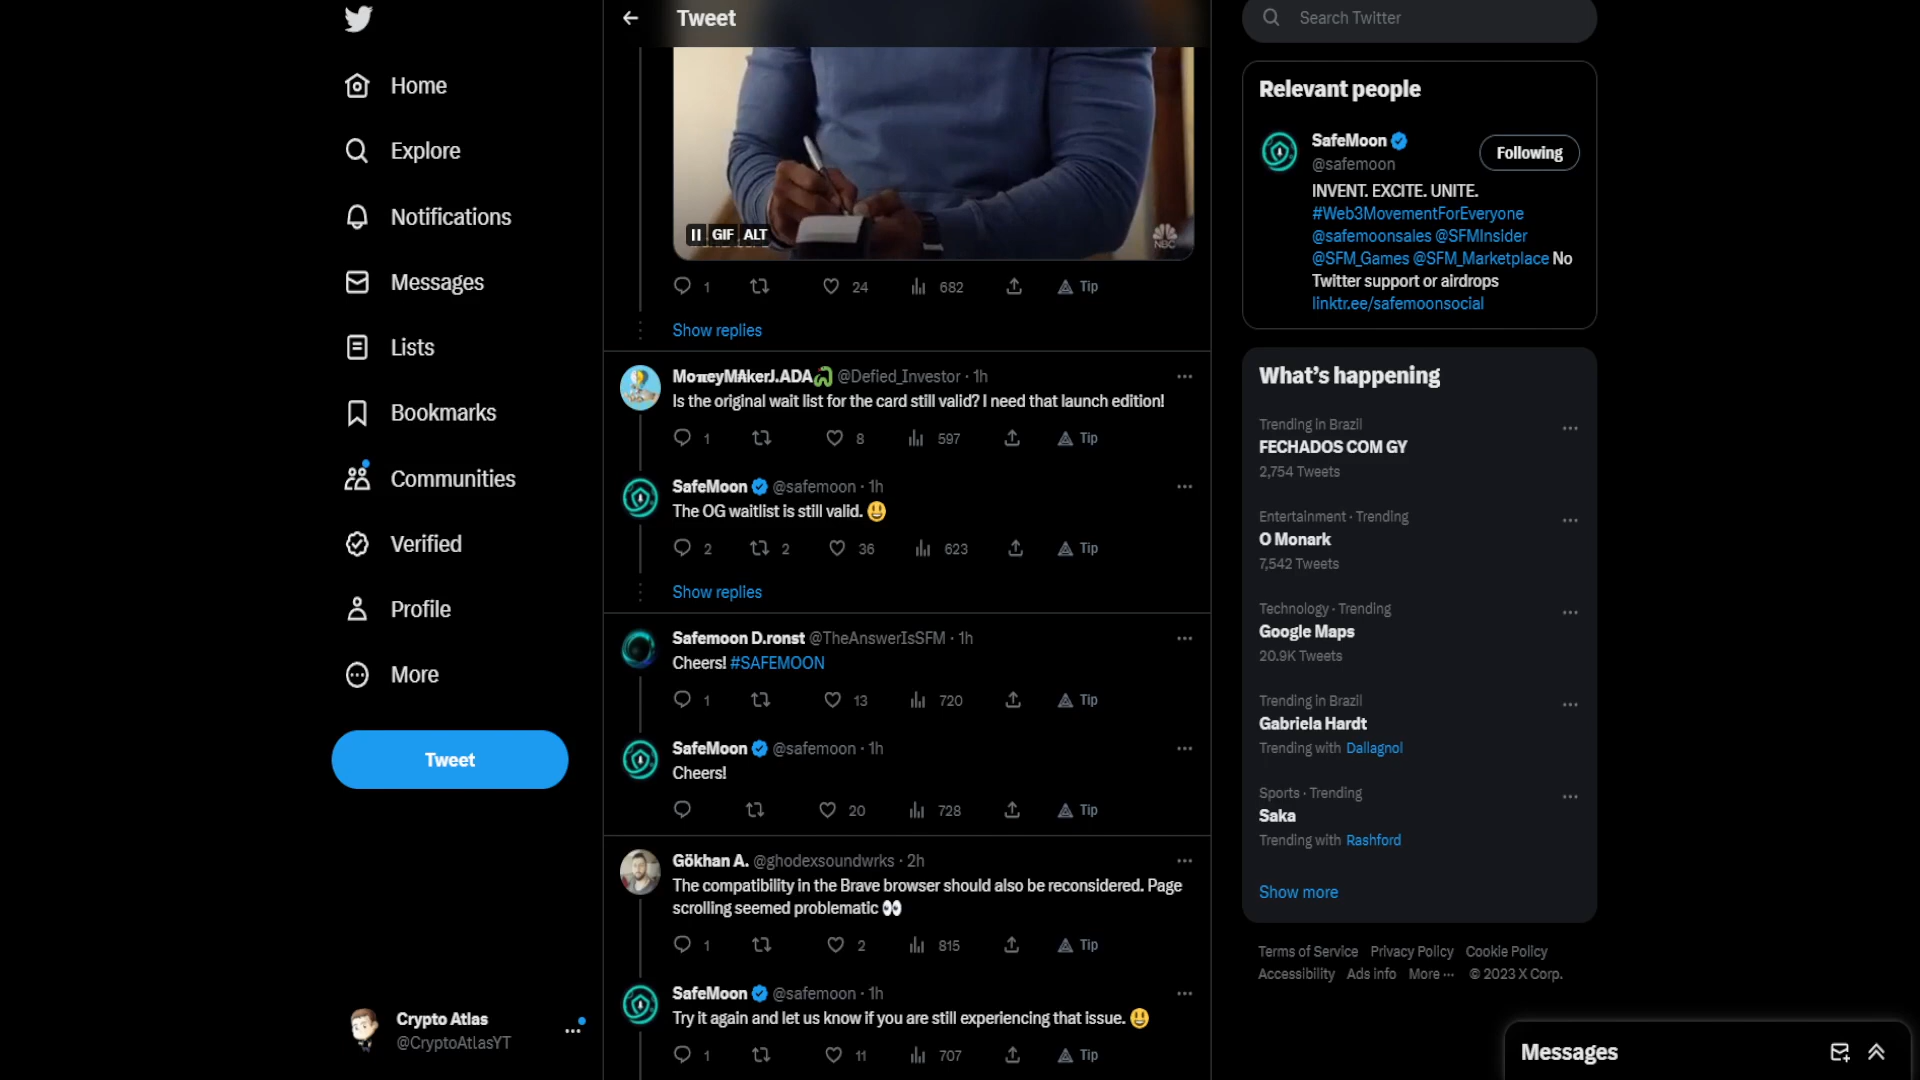 Home
Explore
Notifications
Messages
Lists
Bookmarks
Communities
Verified
Profile
More
Tweet
Crypto Atlas
@CryptoAtlasYT
Tweet
GIF ALT
NBC
1 24 682 Tip
Show replies
MoneyMAkerJ.ADA @Defied_Investor · 1h
Is the original wait list for the card still valid? I need that launch edition!
1 8 597 Tip
SafeMoon @safemoon · 1h
The OG waitlist is still valid. 😃
2 2 36 623 Tip
Show replies
Safemoon D.ronst @TheAnswerIsSFM · 1h
Cheers! #SAFEMOON
1 13 720 Tip
SafeMoon @safemoon · 1h
Cheers!
20 728 Tip
Gökhan A. @ghodexsoundwrks · 2h
The compatibility in the Brave browser should also be reconsidered. Page
scrolling seemed problematic 👀
1 2 815 Tip
SafeMoon @safemoon · 1h
Try it again and let us know if you are still experiencing that issue. 😃
1 11 707 Tip
Search Twitter
Relevant people
SafeMoon
Following
@safemoon
INVENT. EXCITE. UNITE.
#Web3MovementForEveryone
@safemoonsales @SFMInsider
@SFM_Games @SFM_Marketplace No
Twitter support or airdrops
linktr.ee/safemoonsocial
What's happening
Trending in Brazil
FECHADOS COM GY
2,754 Tweets
Entertainment · Trending
O Monark
7,542 Tweets
Technology · Trending
Google Maps
20.9K Tweets
Trending in Brazil
Gabriela Hardt
Trending with Dallagnol
Sports · Trending
Saka
Trending with Rashford
Show more
Terms of Service Privacy Policy Cookie Policy
Accessibility Ads info More ··· © 2023 X Corp.
Messages